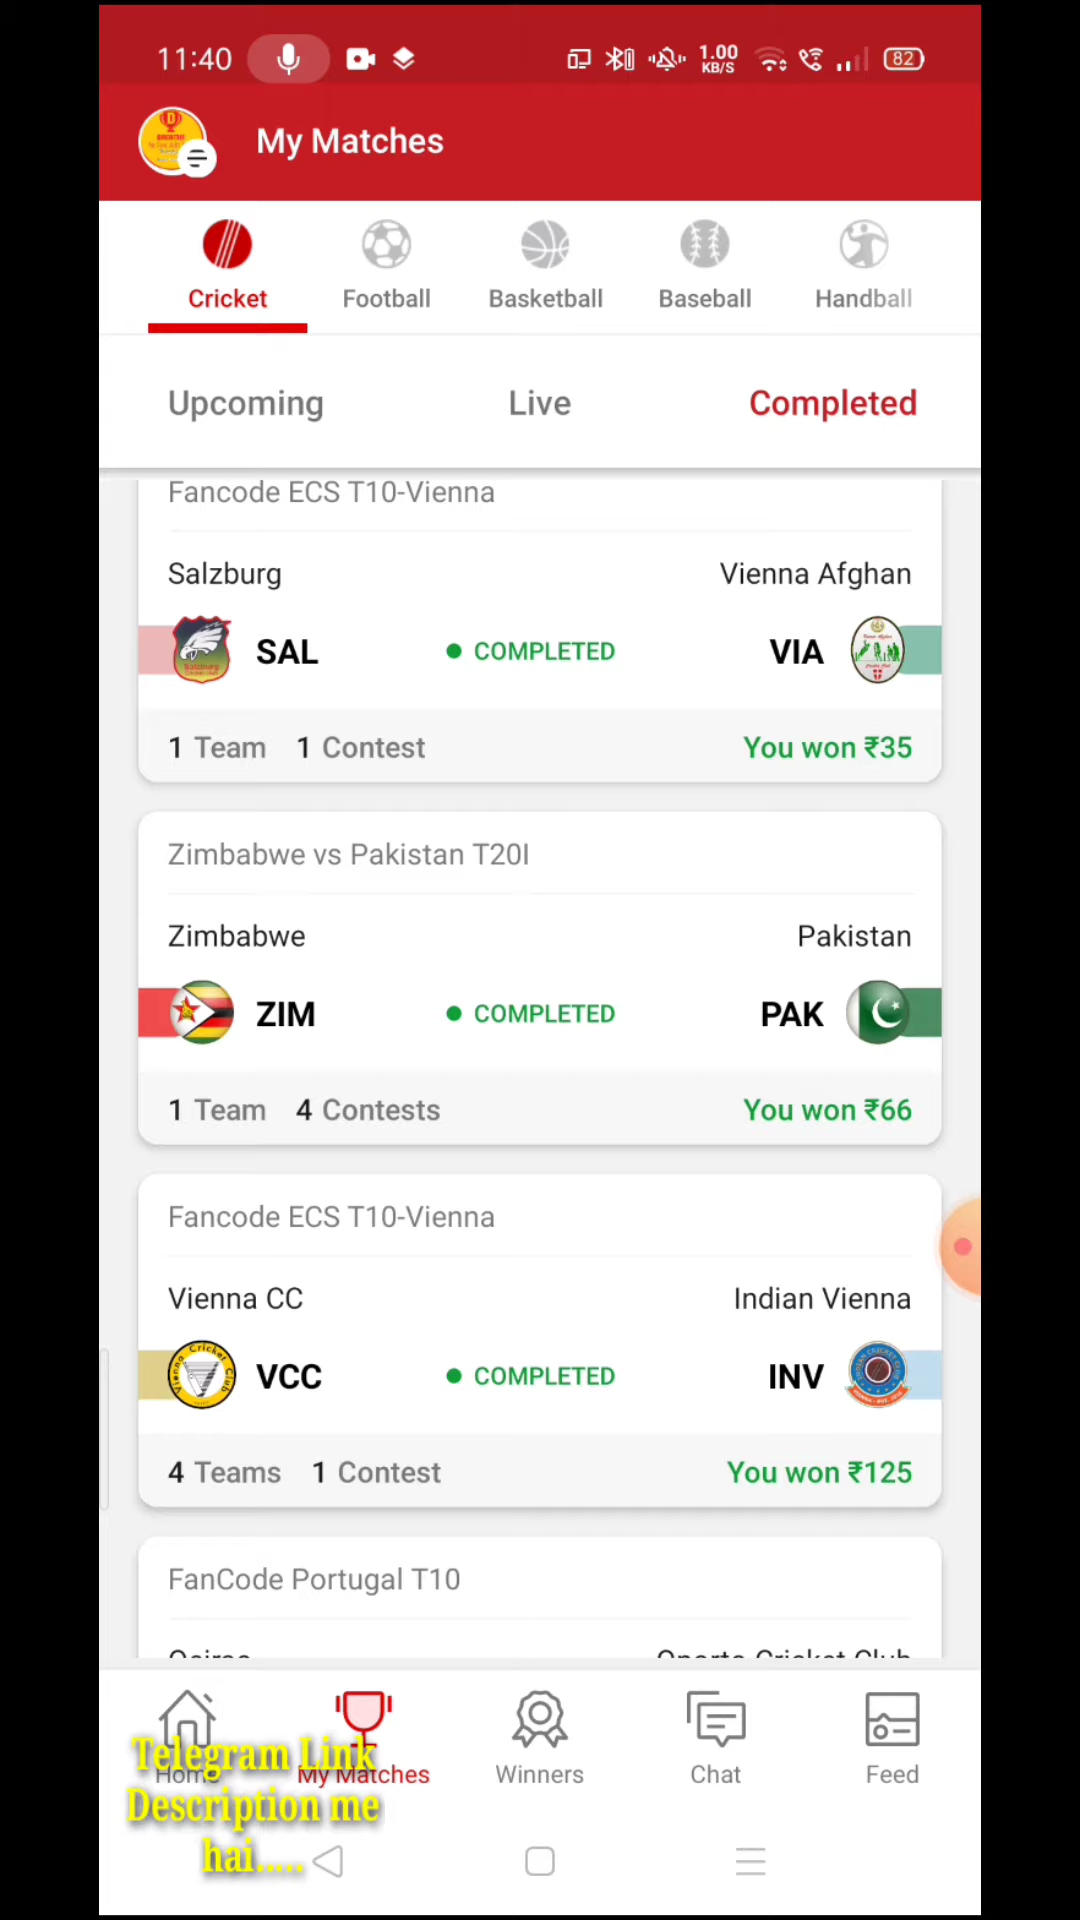 11:40
1.00
KB/S
82
My Matches
Cricket
Football
Basketball
Baseball
Handball
Upcoming
Live
Completed
Fancode ECS T10-Vienna
Salzburg
Vienna Afghan
SAL
COMPLETED
VIA
1 Team 1 Contest
You won ₹35
Zimbabwe vs Pakistan T20I
Zimbabwe
Pakistan
ZIM
COMPLETED
PAK
1 Team 4 Contests
You won ₹66
Fancode ECS T10-Vienna
Vienna CC
Indian Vienna
VCC
COMPLETED
INV
4 Teams 1 Contest
You won ₹125
FanCode Portugal T10
Home
My Matches
Winners
Chat
Feed
Telegram Link
Description me
hai.....